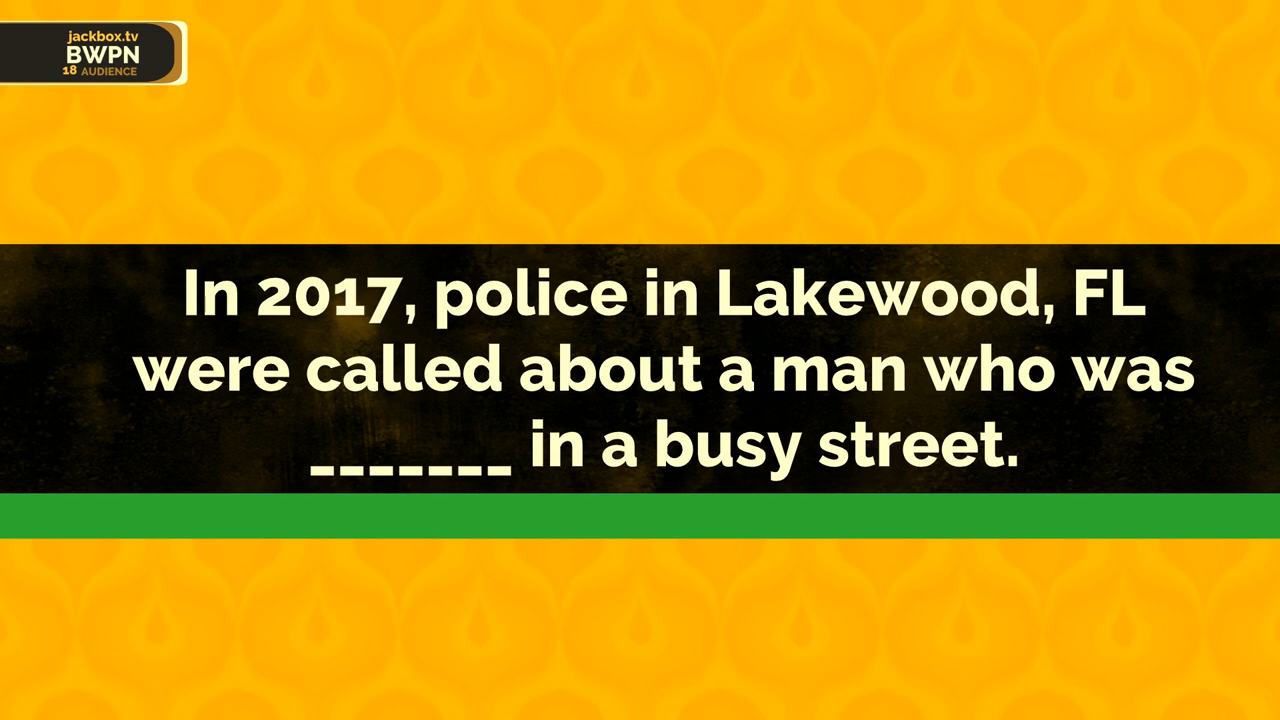 jackbox.tv
BWPN
18 AUDIENCE
In 2017, police in Lakewood, FL
were called about a man who was
_______ in a busy street.